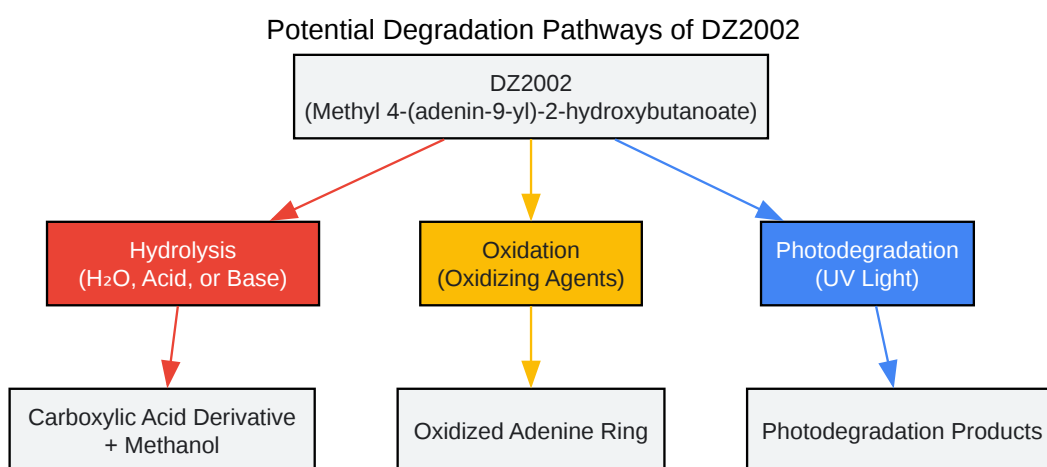 Potential Degradation Pathways of DZ2002
DZ2002
(Methyl 4-(adenin-9-yl)-2-hydroxybutanoate)
Hydrolysis
(H₂O, Acid, or Base)
Oxidation
(Oxidizing Agents)
Photodegradation
(UV Light)
Carboxylic Acid Derivative
+ Methanol
Oxidized Adenine Ring
Photodegradation Products